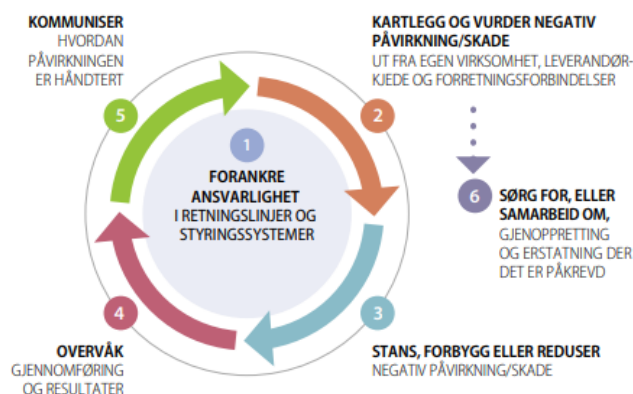 KOMMUNISER
HVORDAN
PÅVIRKNINGEN
ER HÅNDTERT
5
1
FORANKRE
ANSVARLIGHET
I RETNINGSLINJER OG
STYRINGSSYSTEMER
KARTLEGG OG VURDER NEGATIV
PÅVIRKNING/SKADE
UT FRA EGEN VIRKSOMHET, LEVERANDØR-
KJEDE OG FORRETNINGSFORBINDELSER
2
6
SØRG FOR, ELLER
SAMARBEID OM,
GJENOPPRETTING
OG ERSTATNING DER
DET ER PÅKREVD
3
STANS, FORBYGG ELLER REDUSER
NEGATIV PÅVIRKNING/SKADE
4
OVERVÅK
GJENNOMFØRING
OG RESULTATER